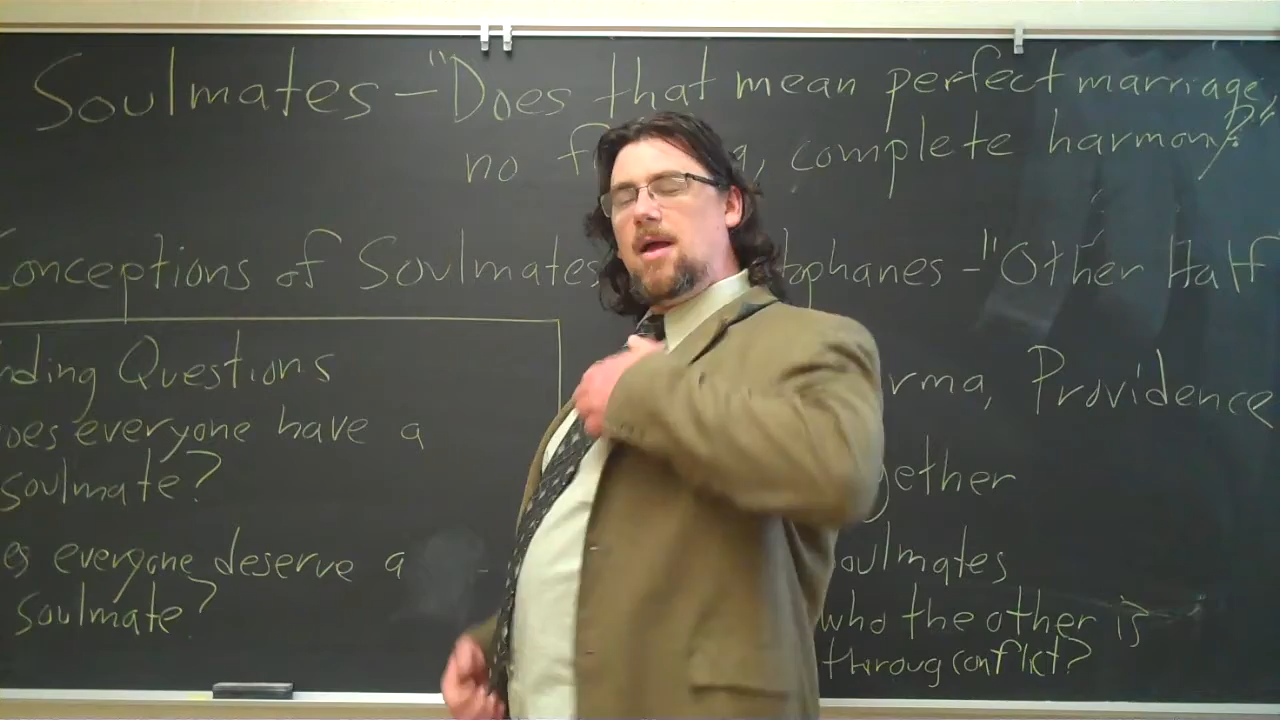 Soulmates - "Does that mean perfect marriage,
no complete harmony?"
Conceptions of Soulmates tophanes - "Other Half
nding Questions
oes everyone have a
soulmate?
es everyone deserve a
soulmate?
rma, Providence
gether
oulmates
who the other is
throug conflict?